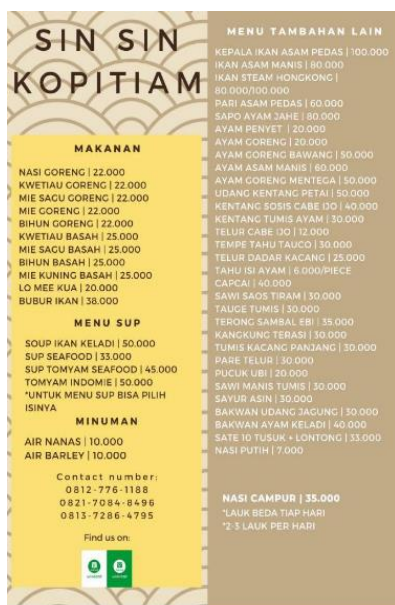 SIN SIN
KOPITIAM
MAKANAN
NASI GORENG | 22.000
KWETIAU GORENG | 22.000
MIE SAGU GORENG | 22.000
MIE GORENG | 22.000
BIHUN GORENG | 22.000
KWETIAU BASAH | 25.000
MIE SAGU BASAH | 25.000
BIHUN BASAH | 25.000
MIE KUNING BASAH | 25.000
LO MEE KUA | 20.000
BUBUR IKAN | 38.000
MENU SUP
SOUP IKAN KELADI | 50.000
SUP SEAFOOD | 33.000
SUP TOMYAM SEAFOOD | 45.000
TOMYAM INDOMIE | 50.000
*UNTUK MENU SUP BISA PILIH
ISINYA
MINUMAN
AIR NANAS | 10.000
AIR BARLEY | 10.000
Contact number:
0812-776-1188
0821-7084-8496
0813-7286-4795
Find us on:
MENU TAMBAHAN LAIN
KEPALA IKAN ASAM PEDAS | 100.000
IKAN ASAM MANIS | 80.000
IKAN STEAM HONGKONG |
80.000/100.000
PARI ASAM PEDAS | 60.000
SAPO AYAM JAHE | 80.000
AYAM PENYET | 20.000
AYAM GORENG | 20.000
AYAM GORENG BAWANG | 50.000
AYAM ASAM MANIS | 60.000
AYAM GORENG MENTEGA | 50.000
UDANG KENTANG PETAI | 50.000
KENTANG SOSIS CABE IJO | 40.000
KENTANG TUMIS AYAM | 30.000
TELUR CABE IJO | 12.000
TEMPE TAHU TAUCO | 30.000
TELUR DADAR KACANG | 25.000
TAHU ISI AYAM | 6.000/PIECE
CAPCAI | 40.000
SAWI SAOS TIRAM | 30.000
TAUGE TUMIS | 30.000
TERONG SAMBAL EBI | 35.000
KANGKUNG TERASI | 30.000
TUMIS KACANG PANJANG | 30.000
PARE TELUR | 30.000
PUCUK UBI | 20.000
SAWI MANIS TUMIS | 30.000
SAYUR ASIN | 30.000
BAKWAN UDANG JAGUNG | 30.000
BAKWAN AYAM KELADI | 40.000
SATE 10 TUSUK + LONTONG | 33.000
NASI PUTIH | 7.000
NASI CAMPUR | 35.000
*LAUK BEDA TIAP HARI
*2-3 LAUK PER HARI